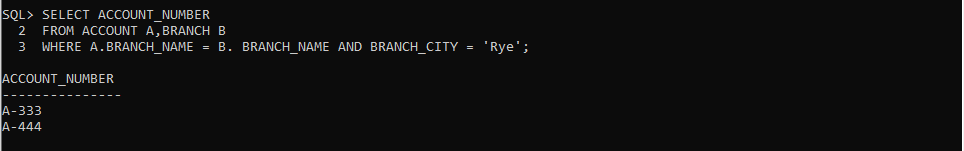 SQL> SELECT ACCOUNT_NUMBER
2 FROM ACCOUNT A,BRANCH B
3 WHERE A.BRANCH_NAME = B. BRANCH_NAME AND BRANCH_CITY = 'Rye';
ACCOUNT_NUMBER
---------------
A-333
A-444